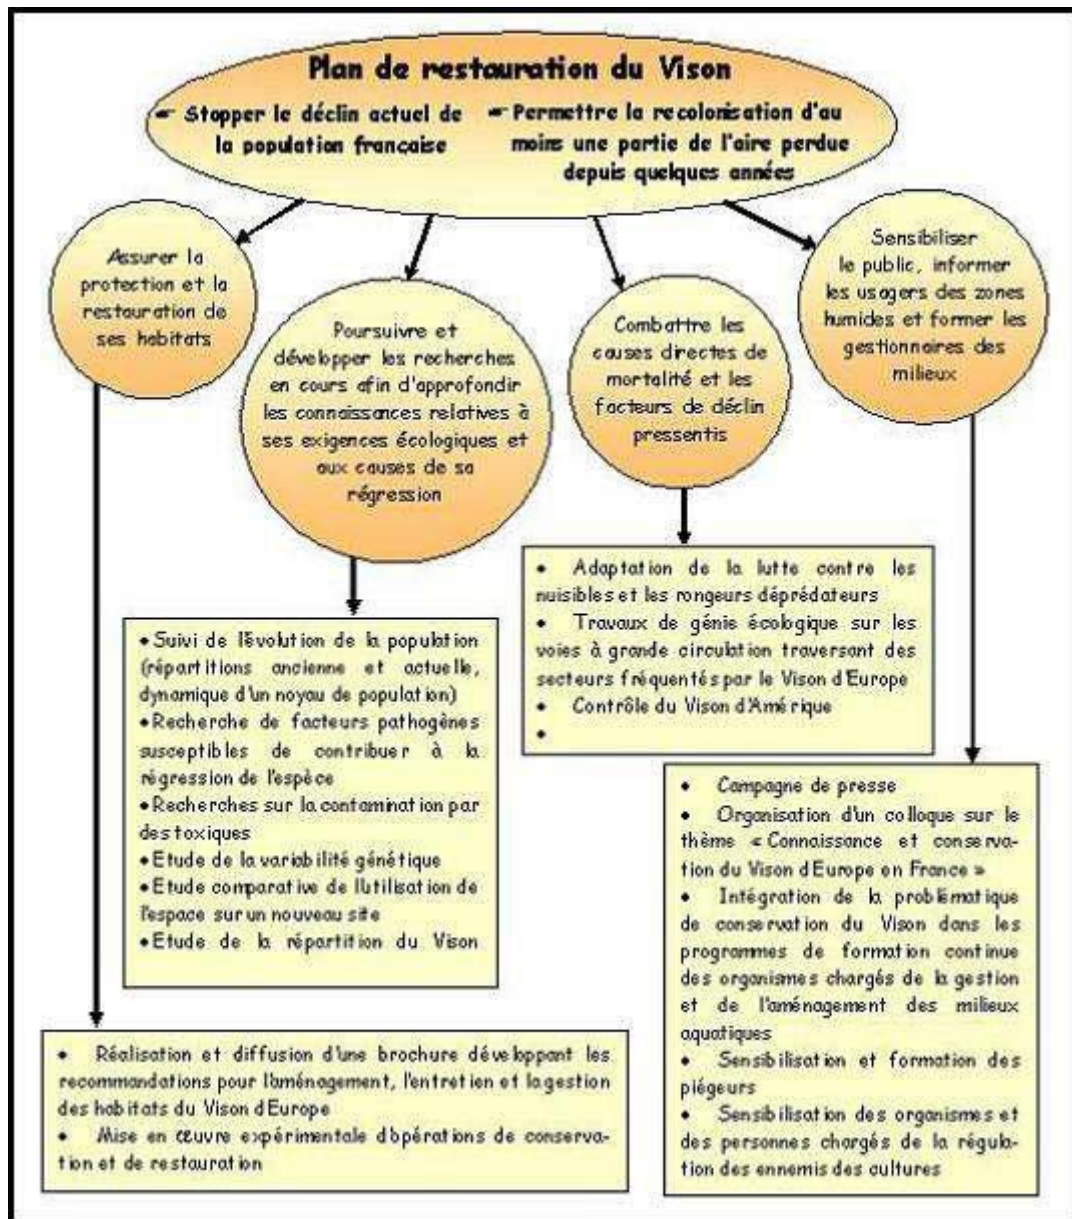 Plan de restauration du Vison
☛ Stopper le déclin actuel de
la population française
☛ Permettre la recolonisation d'au
moins une partie de l'aire perdue
depuis quelques années
Assurer la
protection et la
restauration de
ses habitats
Poursuivre et
développer les recherches
en cours afin d'approfondir
les connaissances relatives à
ses exigences écologiques et
aux causes de sa
régression
Combattre les
causes directes de
mortalité et les
facteurs de déclin
pressentis
Sensibiliser
le public, informer
les usagers des zones
humides et former les
gestionnaires des
milieux
• Adaptation de la lutte contre les
nuisibles et les rongeurs déprédateurs
• Travaux de génie écologique sur les
voies à grande circulation traversant des
secteurs fréquentés par le Vison d'Europe
• Contrôle du Vison d'Amérique
•
• Suivi de l'évolution de la population
(répartitions ancienne et actuelle,
dynamique d'un noyau de population)
• Recherche de facteurs pathogènes
susceptibles de contribuer à la
régression de l'espèce
• Recherches sur la contamination par
des toxiques
• Etude de la variabilité génétique
• Etude comparative de l'utilisation de
l'espace sur un nouveau site
• Etude de la répartition du Vison
• Campagne de presse
• Organisation d'un colloque sur le
thème « Connaissance et conserva-
tion du Vison d'Europe en France »
• Intégration de la problématique
de conservation du Vison dans les
programmes de formation continue
des organismes chargés de la gestion
et de l'aménagement des milieux
aquatiques
• Sensibilisation et formation des
piégeurs
• Sensibilisation des organismes et
des personnes chargés de la régula-
tion des ennemis des cultures
• Réalisation et diffusion d'une brochure développant les
recommandations pour l'aménagement, l'entretien et la gestion
des habitats du Vison d'Europe
• Mise en œuvre expérimentale d'opérations de conserva-
tion et de restauration